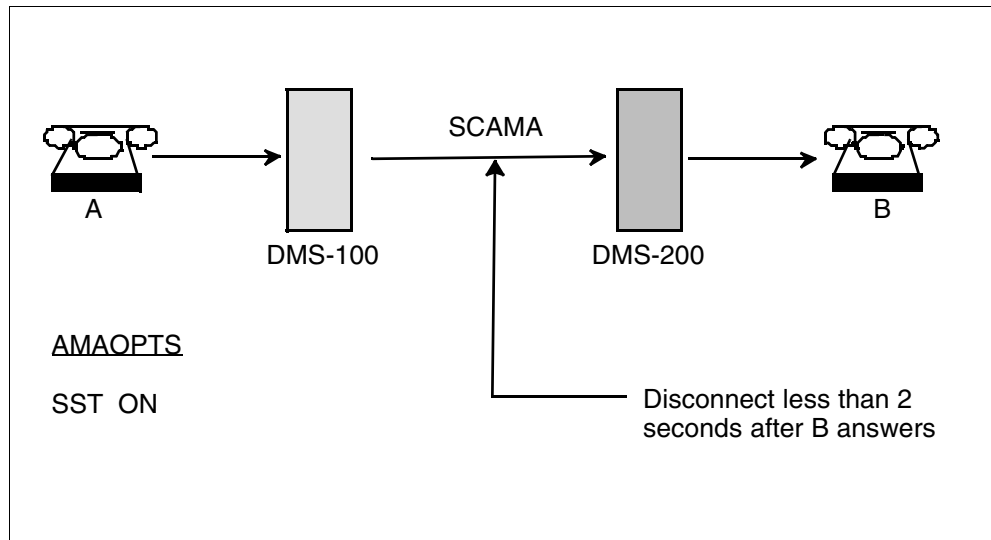 SCAMA
A
B
DMS-100
DMS-200
AMAOPTS
SST ON
Disconnect less than 2
seconds after B answers